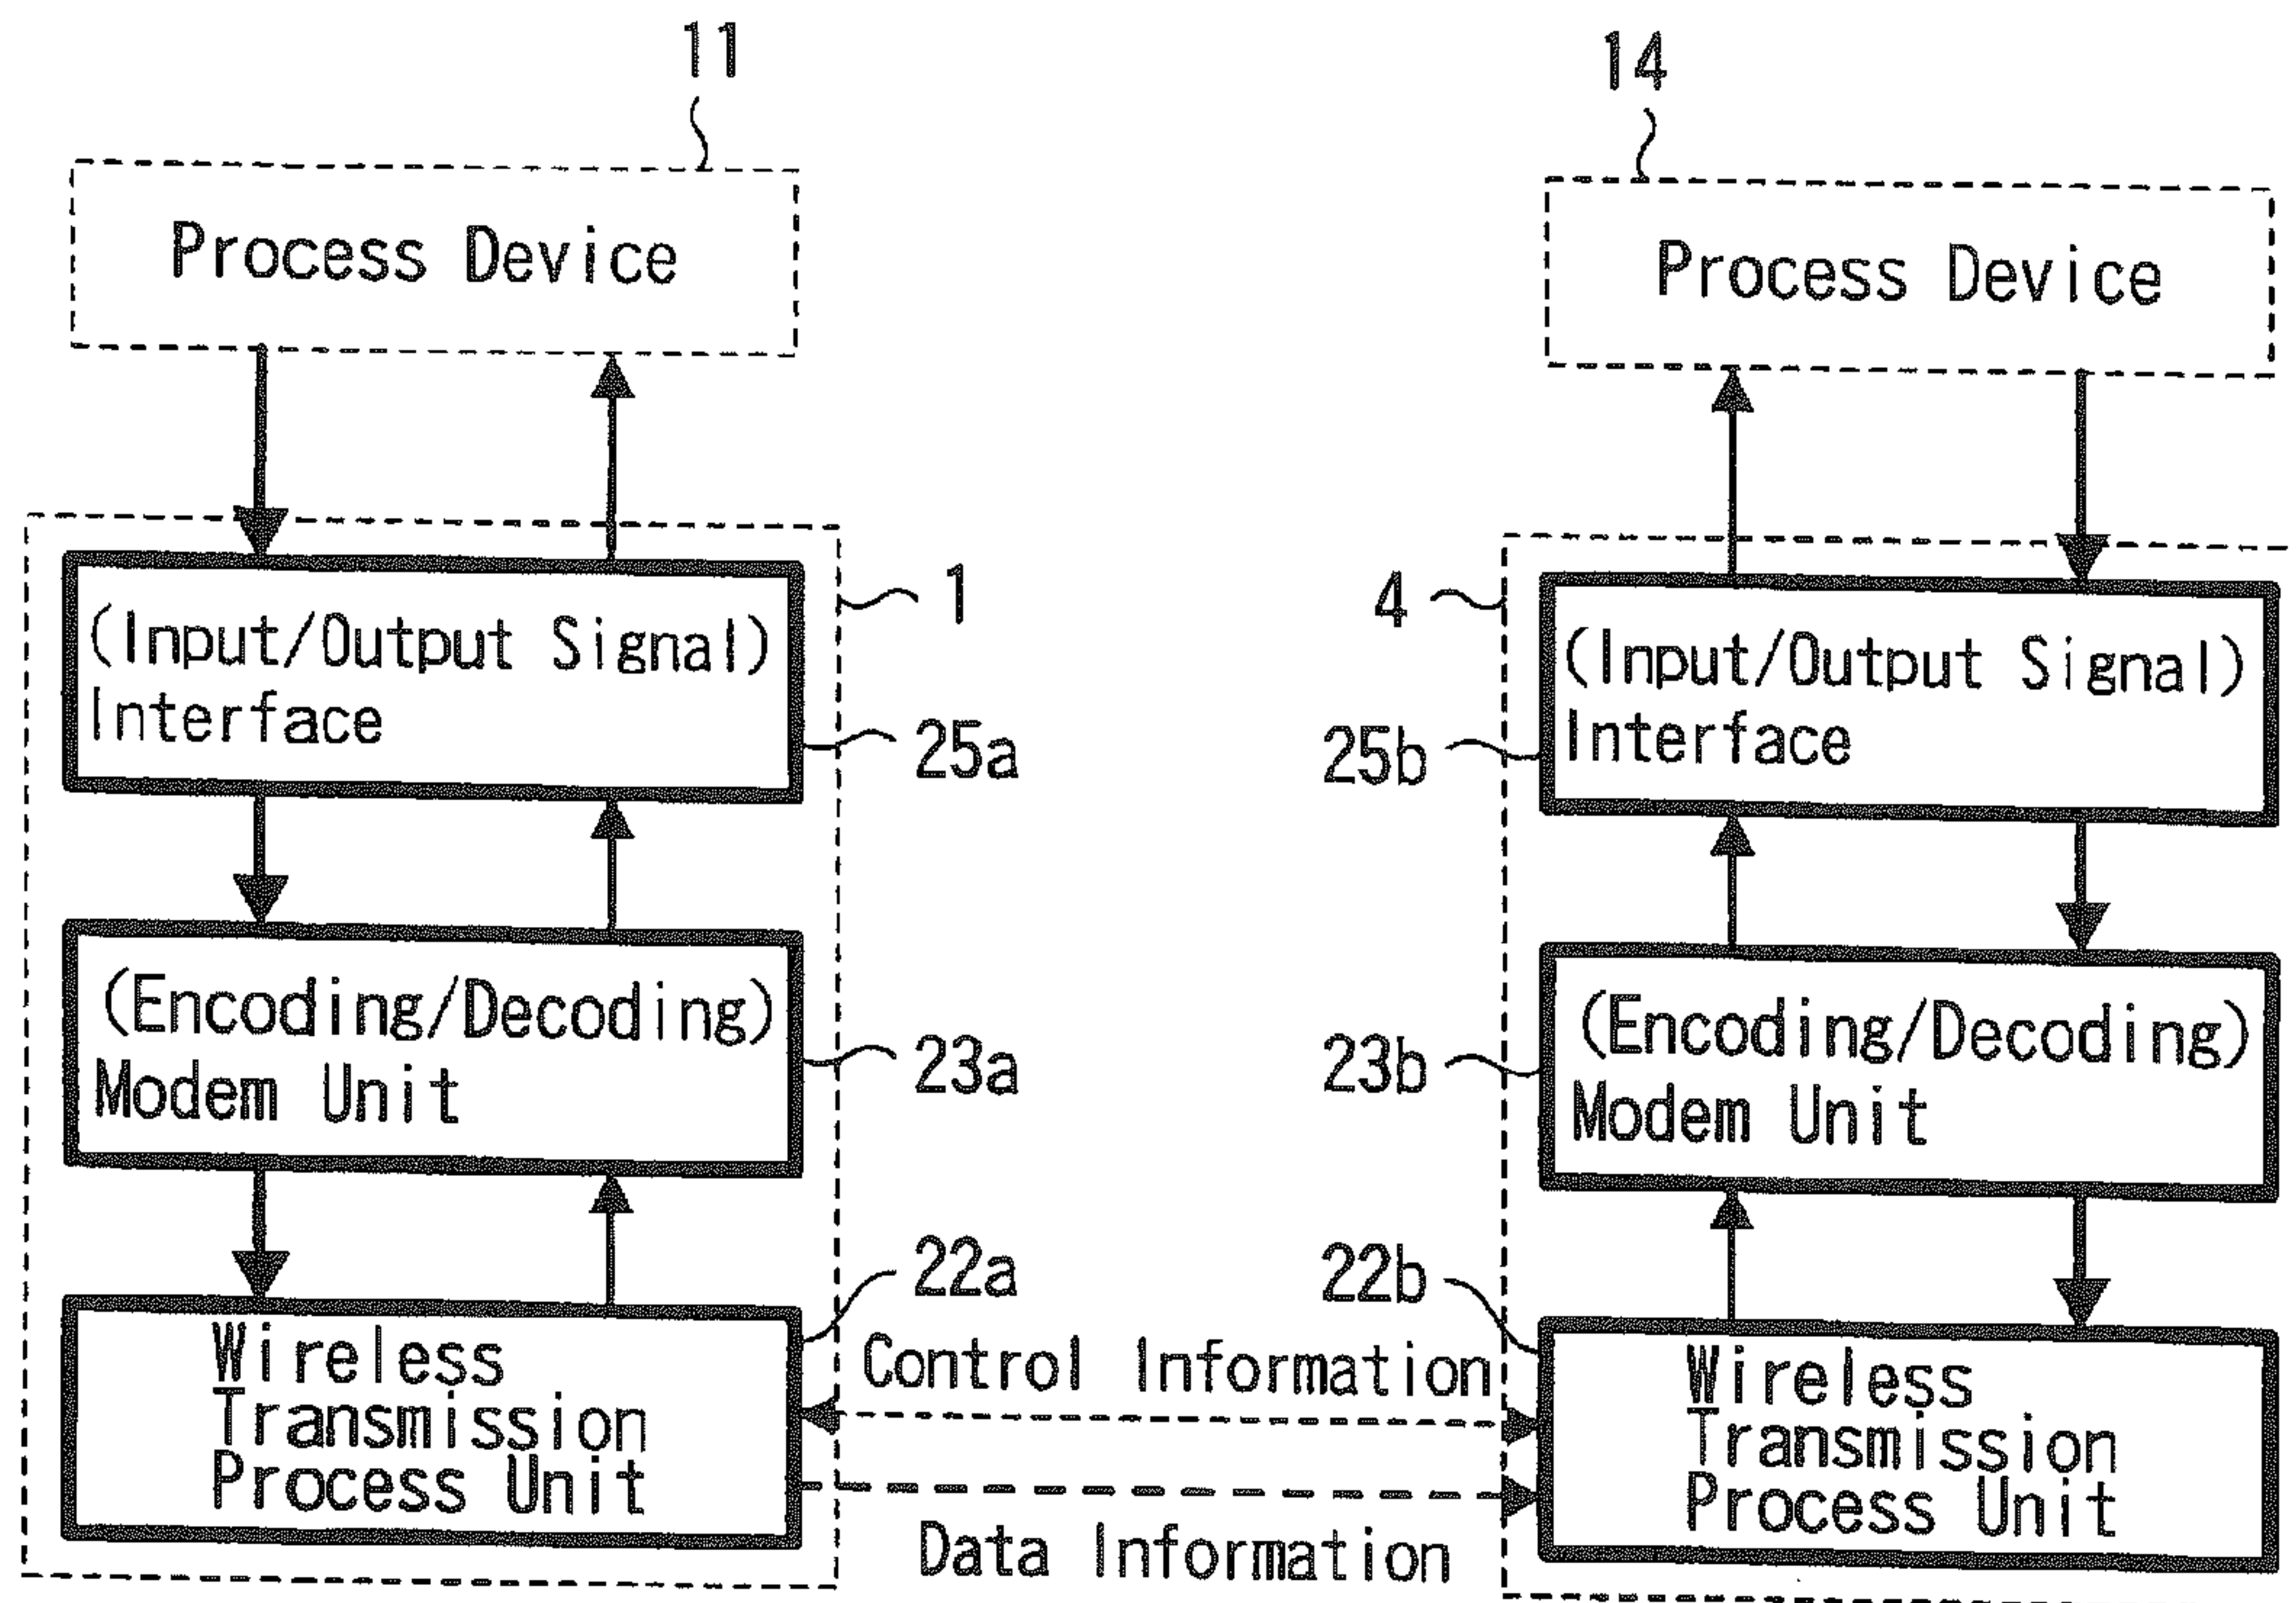 11
Process Device
1
(Input/Output Signal)
Interface
25a
(Encoding/Decoding)
Modem Unit
23a
22a
Wireless
Transmission
Process Unit
Control Information
Data Information
14
Process Device
4
(Input/Output Signal)
Interface
25b
(Encoding/Decoding)
Modem Unit
23b
22b
Wireless
Transmission
Process Unit